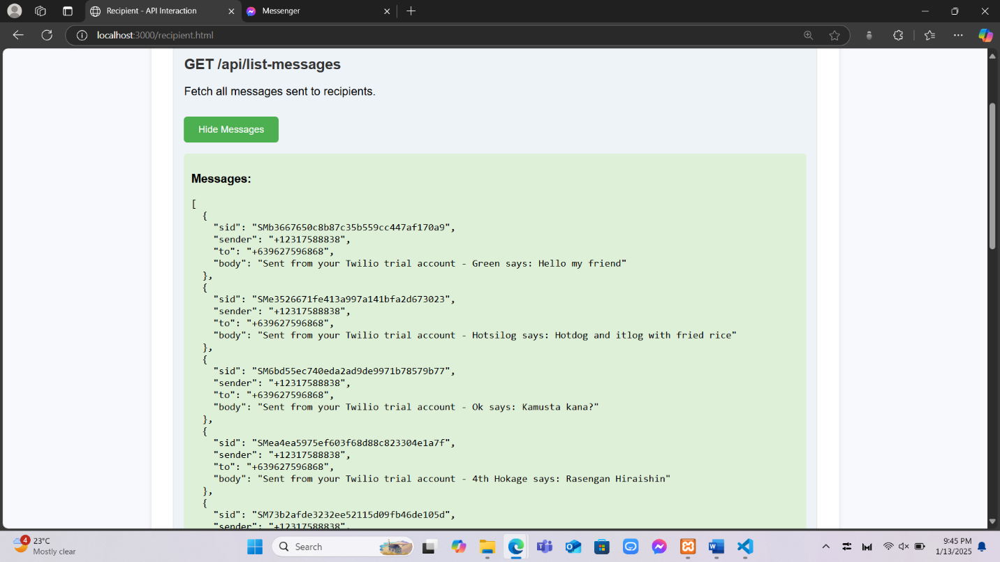 Recipient - API Interaction
Messenger
localhost:3000/recipient.html
GET /api/list-messages
Fetch all messages sent to recipients.
Hide Messages
Messages:
[
{
"sid": "SMb3667650c8b87c35b559cc447af170a9",
"sender": "+12317588838",
"to": "+639627596868",
"body": "Sent from your Twilio trial account - Green says: Hello my friend"
},
{
"sid": "SMe3526671fe413a997a141bfa2d673023",
"sender": "+12317588838",
"to": "+639627596868",
"body": "Sent from your Twilio trial account - Hotsilog says: Hotdog and itlog with fried rice"
},
{
"sid": "SM6bd55ec740eda2ad9de9971b78579b77",
"sender": "+12317588838",
"to": "+639627596868",
"body": "Sent from your Twilio trial account - Ok says: Kamusta kana?"
},
{
"sid": "SMea4ea5975ef603f68d88c823304e1a7f",
"sender": "+12317588838",
"to": "+639627596868",
"body": "Sent from your Twilio trial account - 4th Hokage says: Rasengan Hiraishin"
},
{
"sid": "SM73b2afde3232ee52115d09fb46de105d",
"sender": "+12317588838",
4
23°C
Mostly clear
Search
9:45 PM
1/13/2025